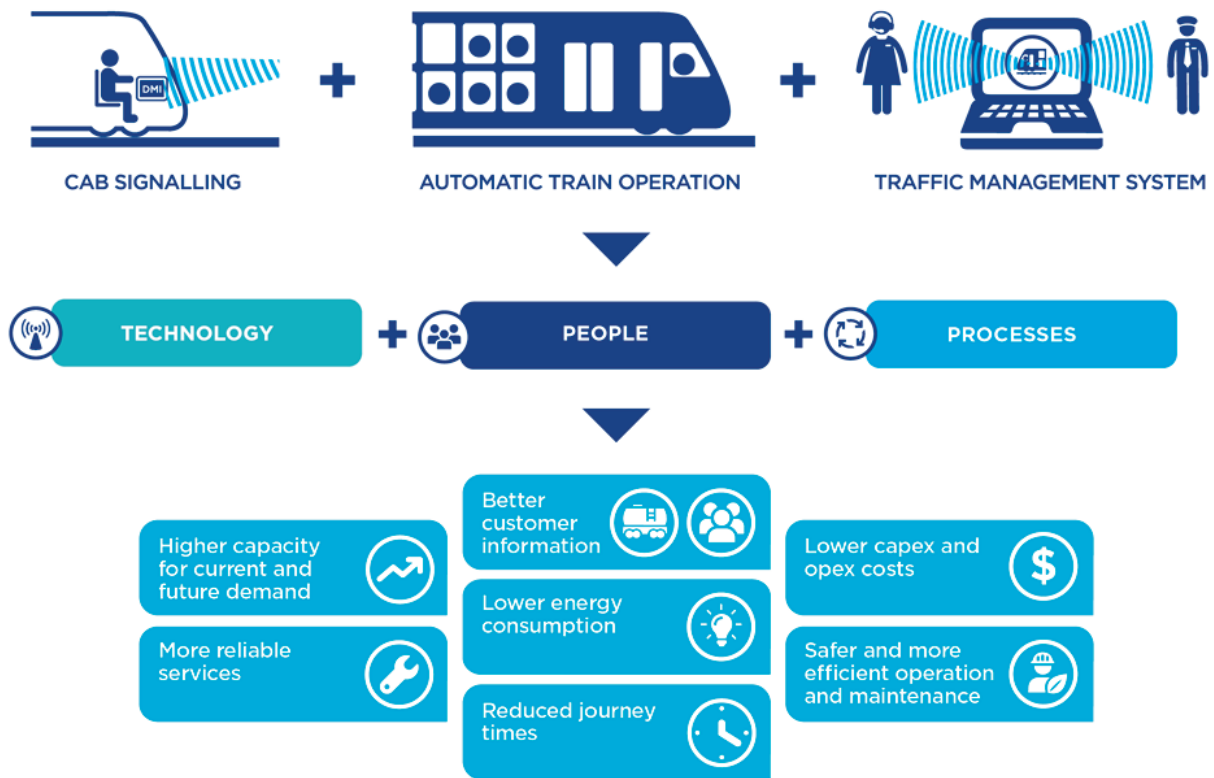 DMI
CAB SIGNALLING
AUTOMATIC TRAIN OPERATION
TRAFFIC MANAGEMENT SYSTEM
TECHNOLOGY
PEOPLE
PROCESSES
Higher capacity
for current and
future demand
More reliable
services
Better
customer
information
Lower energy
consumption
Reduced journey
times
Lower capex and
opex costs
$
Safer and more
efficient operation
and maintenance